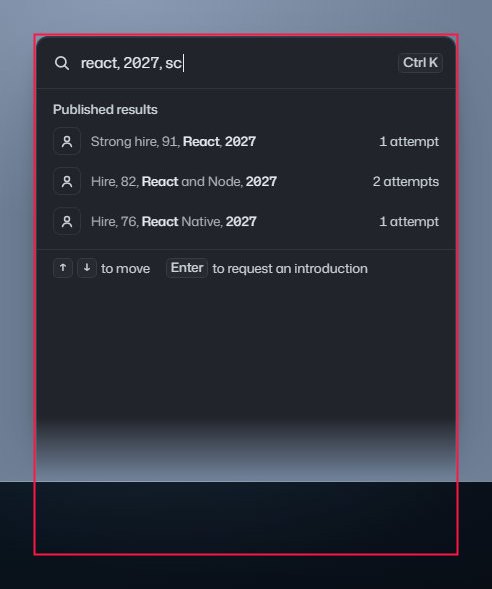 react, 2027, sc
Ctrl K
Published results
Strong hire, 91, React, 2027 1 attempt
Hire, 82, React and Node, 2027 2 attempts
Hire, 76, React Native, 2027 1 attempt
↑ ↓ to move Enter to request an introduction